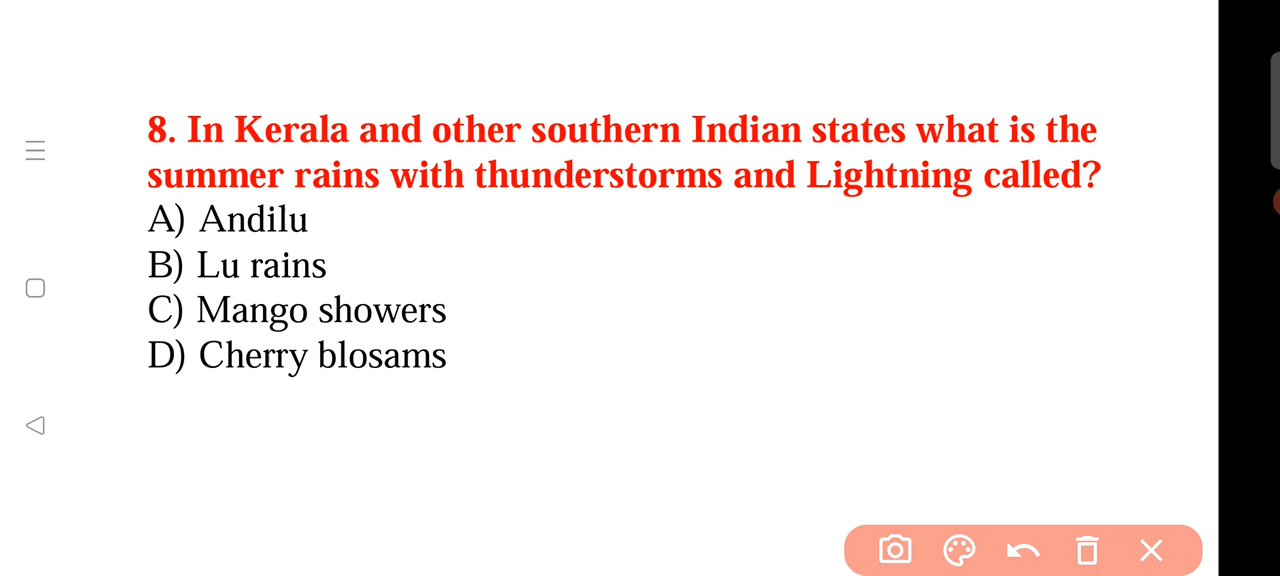 8. In Kerala and other southern Indian states what is the
summer rains with thunderstorms and Lightning called?
A) Andilu
B) Lu rains
C) Mango showers
D) Cherry blosams